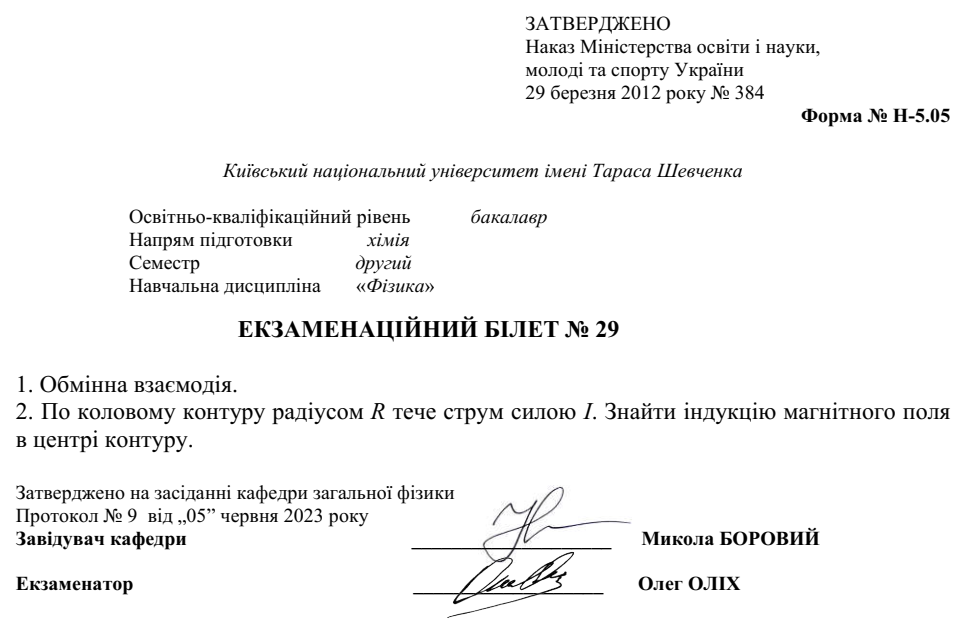 ЗАТВЕРДЖЕНО
Наказ Міністерства освіти і науки,
молоді та спорту України
29 березня 2012 року № 384
Форма № Н-5.05
Київський національний університет імені Тараса Шевченка
Освітньо-кваліфікаційний рівень бакалавр
Напрям підготовки хімія
Семестр другий
Навчальна дисципліна «Фізика»
ЕКЗАМЕНАЦІЙНИЙ БІЛЕТ № 29
1. Обмінна взаємодія.
2. По коловому контуру радіусом R тече струм силою I. Знайти індукцію магнітного поля
в центрі контуру.
Затверджено на засіданні кафедри загальної фізики
Протокол № 9 від „05” червня 2023 року
Завідувач кафедри Микола БОРОВИЙ
Екзаменатор Олег ОЛІХ